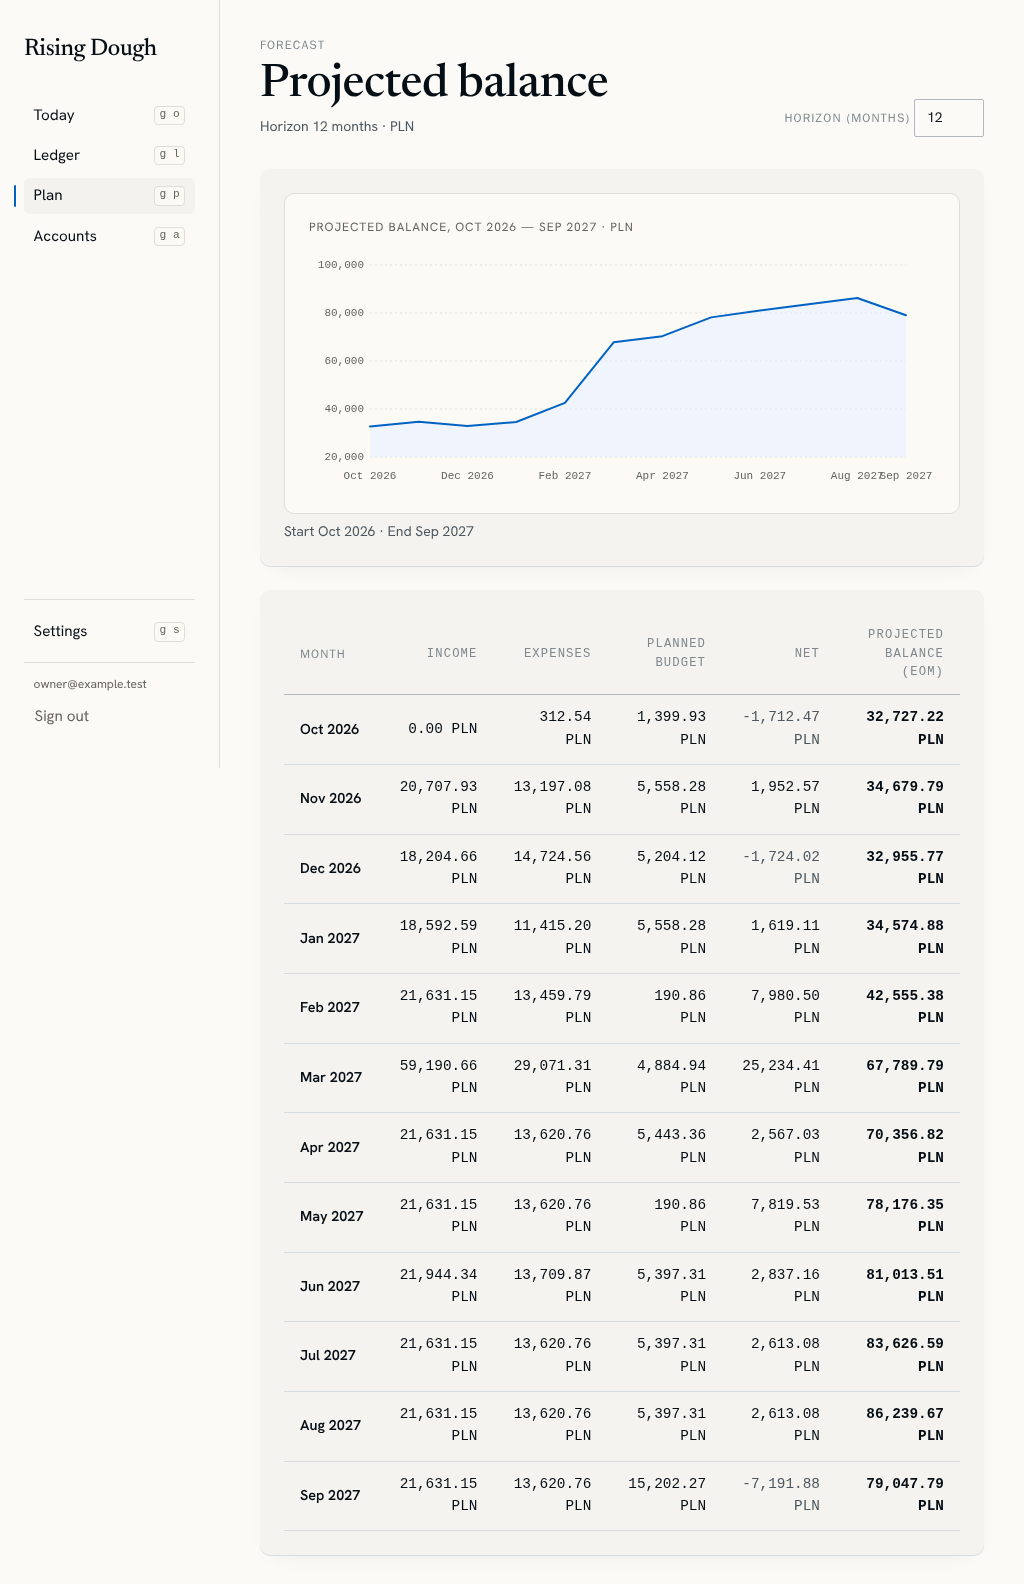 Rising Dough
Today g o
Ledger g l
Plan g p
Accounts g a
Settings g s
owner@example.test
Sign out
FORECAST
Projected balance
Horizon 12 months · PLN
HORIZON (MONTHS) 12
PROJECTED BALANCE, OCT 2026 — SEP 2027 · PLN
100,000
80,000
60,000
40,000
20,000
Oct 2026 Dec 2026 Feb 2027 Apr 2027 Jun 2027 Aug 2027 Sep 2027
Start Oct 2026 · End Sep 2027
MONTH INCOME EXPENSES PLANNED BUDGET NET PROJECTED BALANCE (EOM)
Oct 2026 0.00 PLN 312.54 PLN 1,399.93 PLN -1,712.47 PLN 32,727.22 PLN
Nov 2026 20,707.93 PLN 13,197.08 PLN 5,558.28 PLN 1,952.57 PLN 34,679.79 PLN
Dec 2026 18,204.66 PLN 14,724.56 PLN 5,204.12 PLN -1,724.02 PLN 32,955.77 PLN
Jan 2027 18,592.59 PLN 11,415.20 PLN 5,558.28 PLN 1,619.11 PLN 34,574.88 PLN
Feb 2027 21,631.15 PLN 13,459.79 PLN 190.86 PLN 7,980.50 PLN 42,555.38 PLN
Mar 2027 59,190.66 PLN 29,071.31 PLN 4,884.94 PLN 25,234.41 PLN 67,789.79 PLN
Apr 2027 21,631.15 PLN 13,620.76 PLN 5,443.36 PLN 2,567.03 PLN 70,356.82 PLN
May 2027 21,631.15 PLN 13,620.76 PLN 190.86 PLN 7,819.53 PLN 78,176.35 PLN
Jun 2027 21,944.34 PLN 13,709.87 PLN 5,397.31 PLN 2,837.16 PLN 81,013.51 PLN
Jul 2027 21,631.15 PLN 13,620.76 PLN 5,397.31 PLN 2,613.08 PLN 83,626.59 PLN
Aug 2027 21,631.15 PLN 13,620.76 PLN 5,397.31 PLN 2,613.08 PLN 86,239.67 PLN
Sep 2027 21,631.15 PLN 13,620.76 PLN 15,202.27 PLN -7,191.88 PLN 79,047.79 PLN